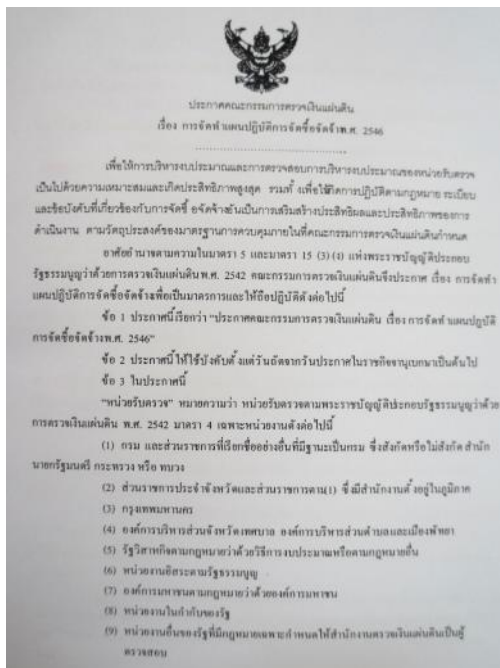 ประกาศคณะกรรมการตรวจเงินแผ่นดิน
เรื่อง การจัดทำแผนปฏิบัติการจัดซื้อจัดจ้างพ.ศ. 2546
เพื่อให้การบริหารงบประมาณและการตรวจสอบการบริหารงบประมาณของหน่วยรับตรวจ
เป็นไปด้วยความเหมาะสมและเกิดประสิทธิภาพสูงสุด รวมทั้งเพื่อให้เกิดการปฏิบัติตามกฎหมาย ระเบียบ
และข้อบังคับที่เกี่ยวข้องกับการจัดซื้อ จัดจ้างอันเป็นการเสริมสร้างประสิทธิผลและประสิทธิภาพของการ
ดำเนินงาน ตามวัตถุประสงค์ของมาตรฐานการควบคุมภายในที่คณะกรรมการตรวจเงินแผ่นดินกำหนด
อาศัยอำนาจตามความในมาตรา 5 และมาตรา 15 (3) (4) แห่งพระราชบัญญัติประกอบ
รัฐธรรมนูญว่าด้วยการตรวจเงินแผ่นดินพ.ศ. 2542 คณะกรรมการตรวจเงินแผ่นดินจึงประกาศ เรื่อง การจัดทำ
แผนปฏิบัติการจัดซื้อจัดจ้างเพื่อเป็นมาตรการและให้ถือปฏิบัติดังต่อไปนี้
ข้อ 1 ประกาศนี้เรียกว่า "ประกาศคณะกรรมการตรวจเงินแผ่นดิน เรื่อง การจัดทำแผนปฏิบัติ
การจัดซื้อจัดจ้างพ.ศ. 2546"
ข้อ 2 ประกาศนี้ให้ใช้บังคับตั้งแต่วันถัดจากวันประกาศในราชกิจจานุเบกษาเป็นต้นไป
ข้อ 3 ในประกาศนี้
"หน่วยรับตรวจ" หมายความว่า หน่วยรับตรวจตามพระราชบัญญัติประกอบรัฐธรรมนูญว่าด้วย
การตรวจเงินแผ่นดิน พ.ศ. 2542 มาตรา 4 เฉพาะหน่วยงานดังต่อไปนี้
(1) กรม และส่วนราชการที่เรียกชื่ออย่างอื่นที่มีฐานะเป็นกรม ซึ่งสังกัดหรือไม่สังกัด สำนัก
นายกรัฐมนตรี กระทรวง หรือ ทบวง
(2) ส่วนราชการประจำจังหวัดและส่วนราชการตาม(1) ซึ่งมีสำนักงานตั้งอยู่ในภูมิภาค
(3) กรุงเทพมหานคร
(4) องค์การบริหารส่วนจังหวัดเทศบาล องค์การบริหารส่วนตำบลและเมืองพัทยา
(5) รัฐวิสาหกิจตามกฎหมายว่าด้วยวิธีการงบประมาณหรือตามกฎหมายอื่น
(6) หน่วยงานอิสระตามรัฐธรรมนูญ
(7) องค์การมหาชนตามกฎหมายว่าด้วยองค์การมหาชน
(8) หน่วยงานในกำกับของรัฐ
(9) หน่วยงานอื่นของรัฐที่มีกฎหมายเฉพาะกำหนดให้สำนักงานตรวจเงินแผ่นดินเป็นผู้
ตรวจสอบ